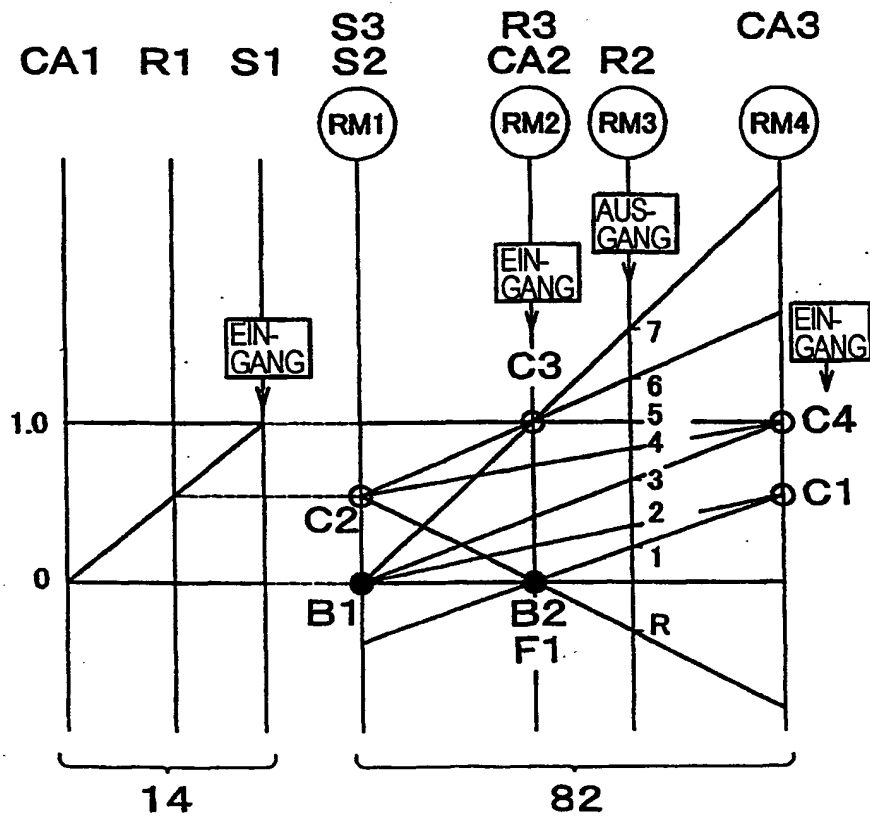 S3 R3 CA3
CA1 R1 S1 S2 CA2 R2
RM1 RM2 RM3 RM4
AUS-
GANG
EIN-
GANG
EIN-
GANG
EIN-
GANG
7
6
C3
1.0
5
C4
4
3
C1
C2
2
1
0
B1
B2
F1
R
14
82